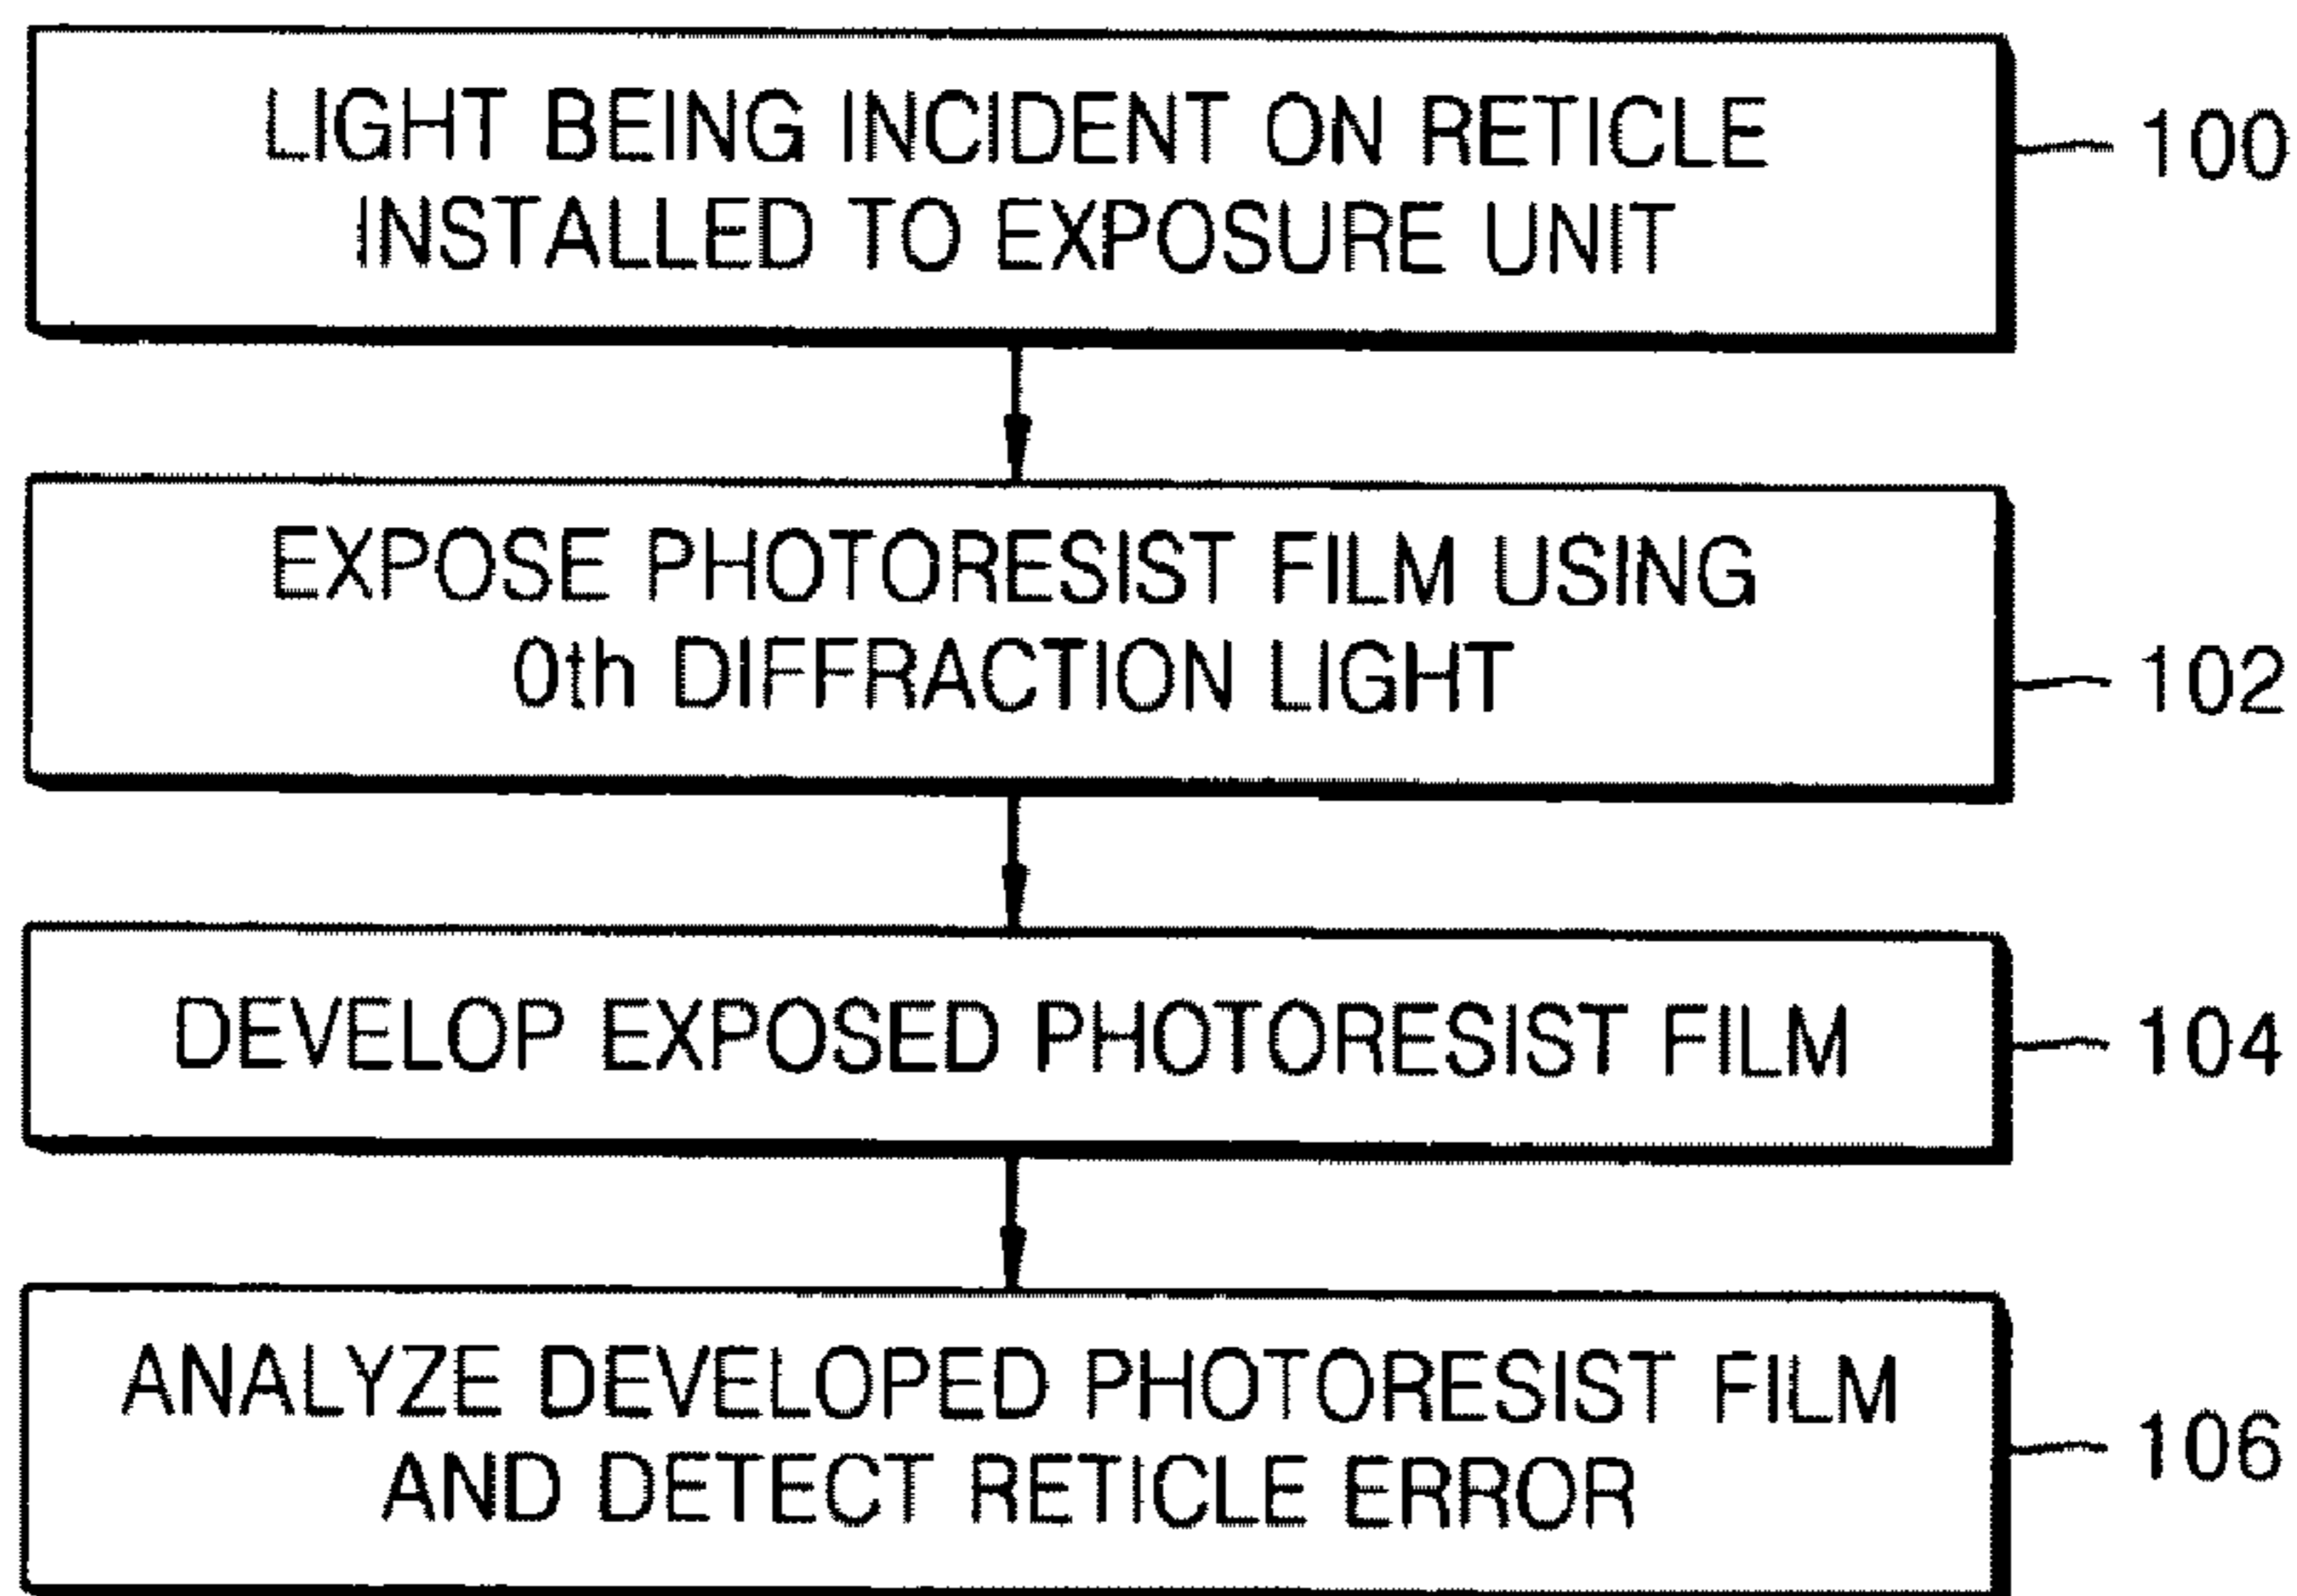 LIGHT BEING INCIDENT ON RETICLE
INSTALLED TO EXPOSURE UNIT
100
EXPOSE PHOTORESIST FILM USING
0th DIFFRACTION LIGHT
102
DEVELOP EXPOSED PHOTORESIST FILM
104
ANALYZE DEVELOPED PHOTORESIST FILM
AND DETECT RETICLE ERROR
106